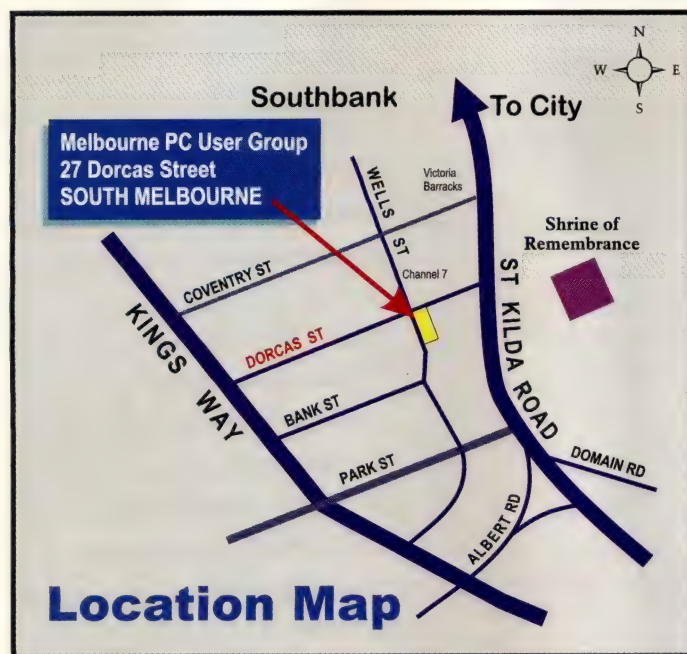 N
W E
S
Southbank
To City
Melbourne PC User Group
27 Dorcas Street
SOUTH MELBOURNE
WELLS ST
Victoria
Barracks
Shrine of
Remembrance
COVENTRY ST
Channel 7
ST KILDA ROAD
KINGS WAY
DORCAS ST
BANK ST
PARK ST
DOMAIN RD
ALBERT RD
Location Map